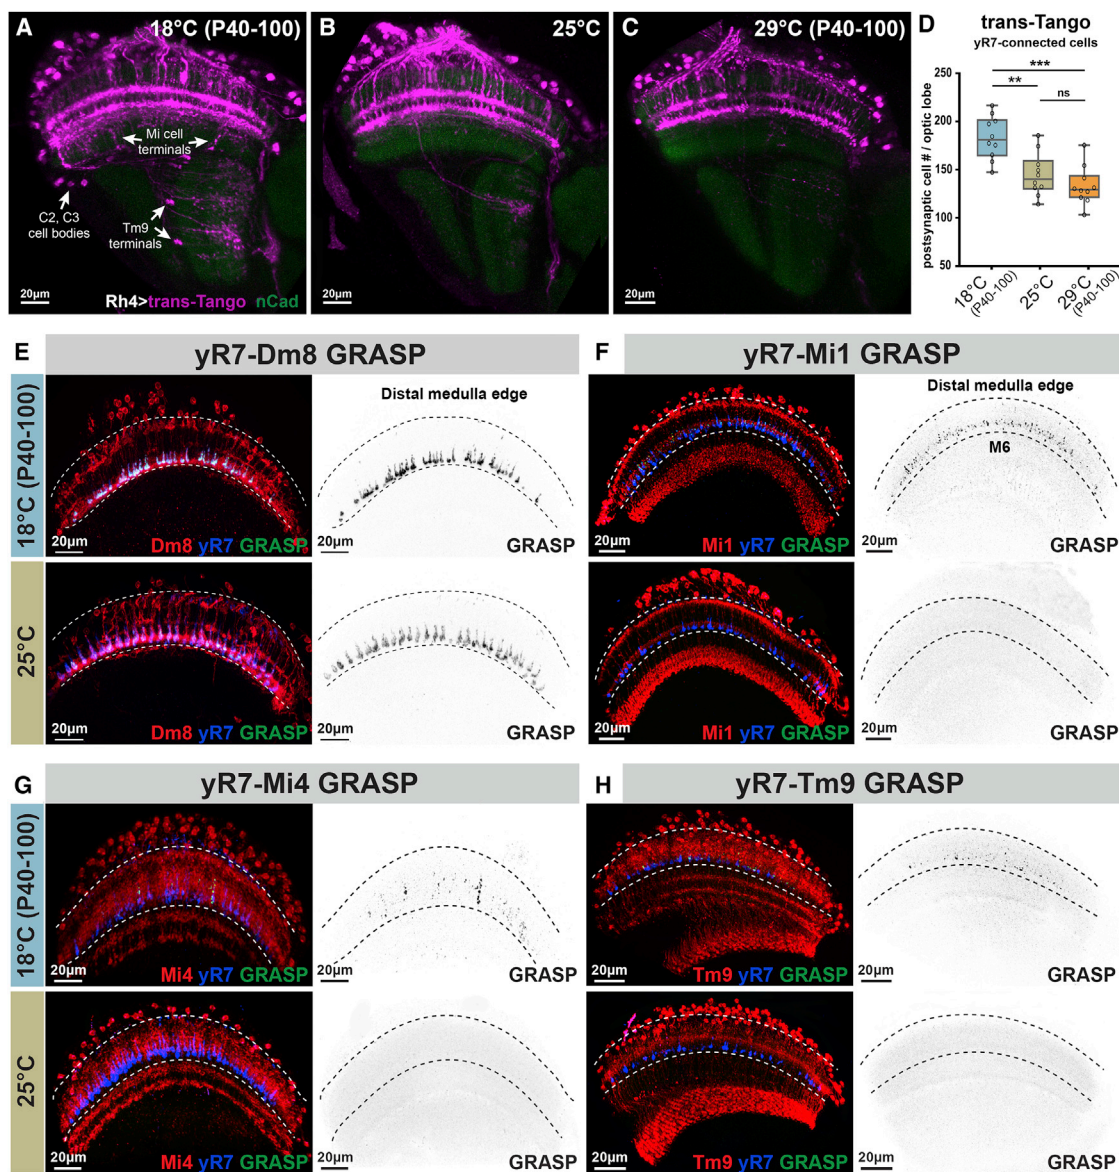 A
18°C (P40-100)
Mi cell
terminals
C2, C3
cell bodies
Tm9
terminals
20μm
Rh4>trans-Tango nCad
B
25°C
20μm
C
29°C (P40-100)
20μm
D
trans-Tango
yR7-connected cells
***
**
ns
postsynaptic cell # / optic lobe
250
200
150
100
50
18°C
(P40-100)
25°C
29°C
(P40-100)
E
yR7-Dm8 GRASP
18°C (P40-100)
20μm
Dm8 yR7 GRASP
Distal medulla edge
20μm
GRASP
25°C
20μm
Dm8 yR7 GRASP
20μm
GRASP
F
yR7-Mi1 GRASP
20μm
Mi1 yR7 GRASP
Distal medulla edge
M6
20μm
GRASP
20μm
Mi1 yR7 GRASP
20μm
GRASP
G
yR7-Mi4 GRASP
18°C (P40-100)
20μm
Mi4 yR7 GRASP
20μm
GRASP
25°C
20μm
Mi4 yR7 GRASP
20μm
GRASP
H
yR7-Tm9 GRASP
20μm
Tm9 yR7 GRASP
20μm
GRASP
20μm
Tm9 yR7 GRASP
20μm
GRASP